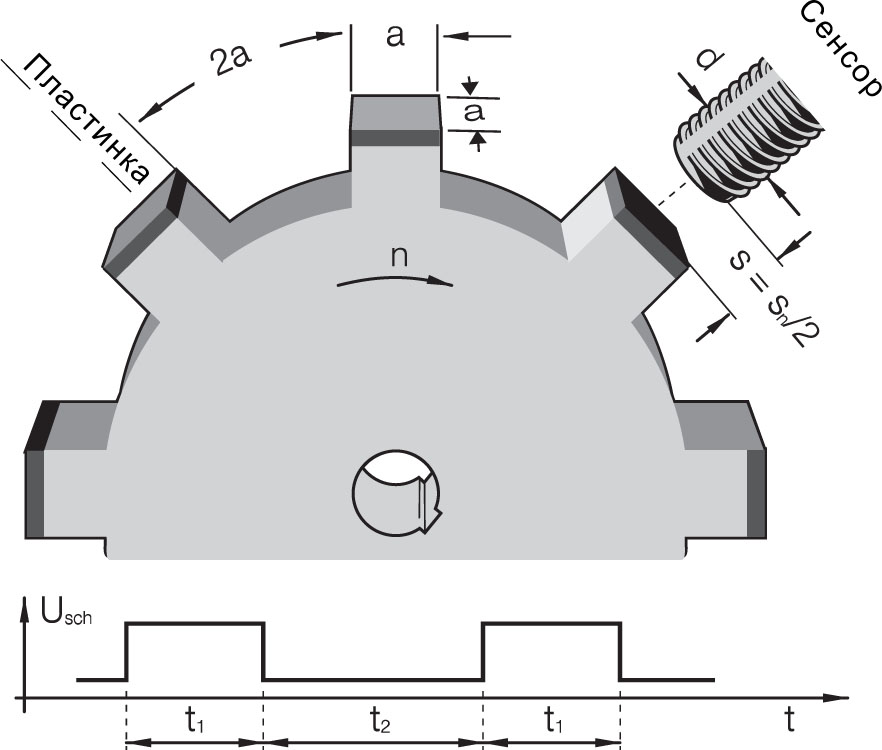 2a
a
a
Пластинка
d
Сенсор
s = sₙ/2
n
Usch
t₁
t₂
t₁
t